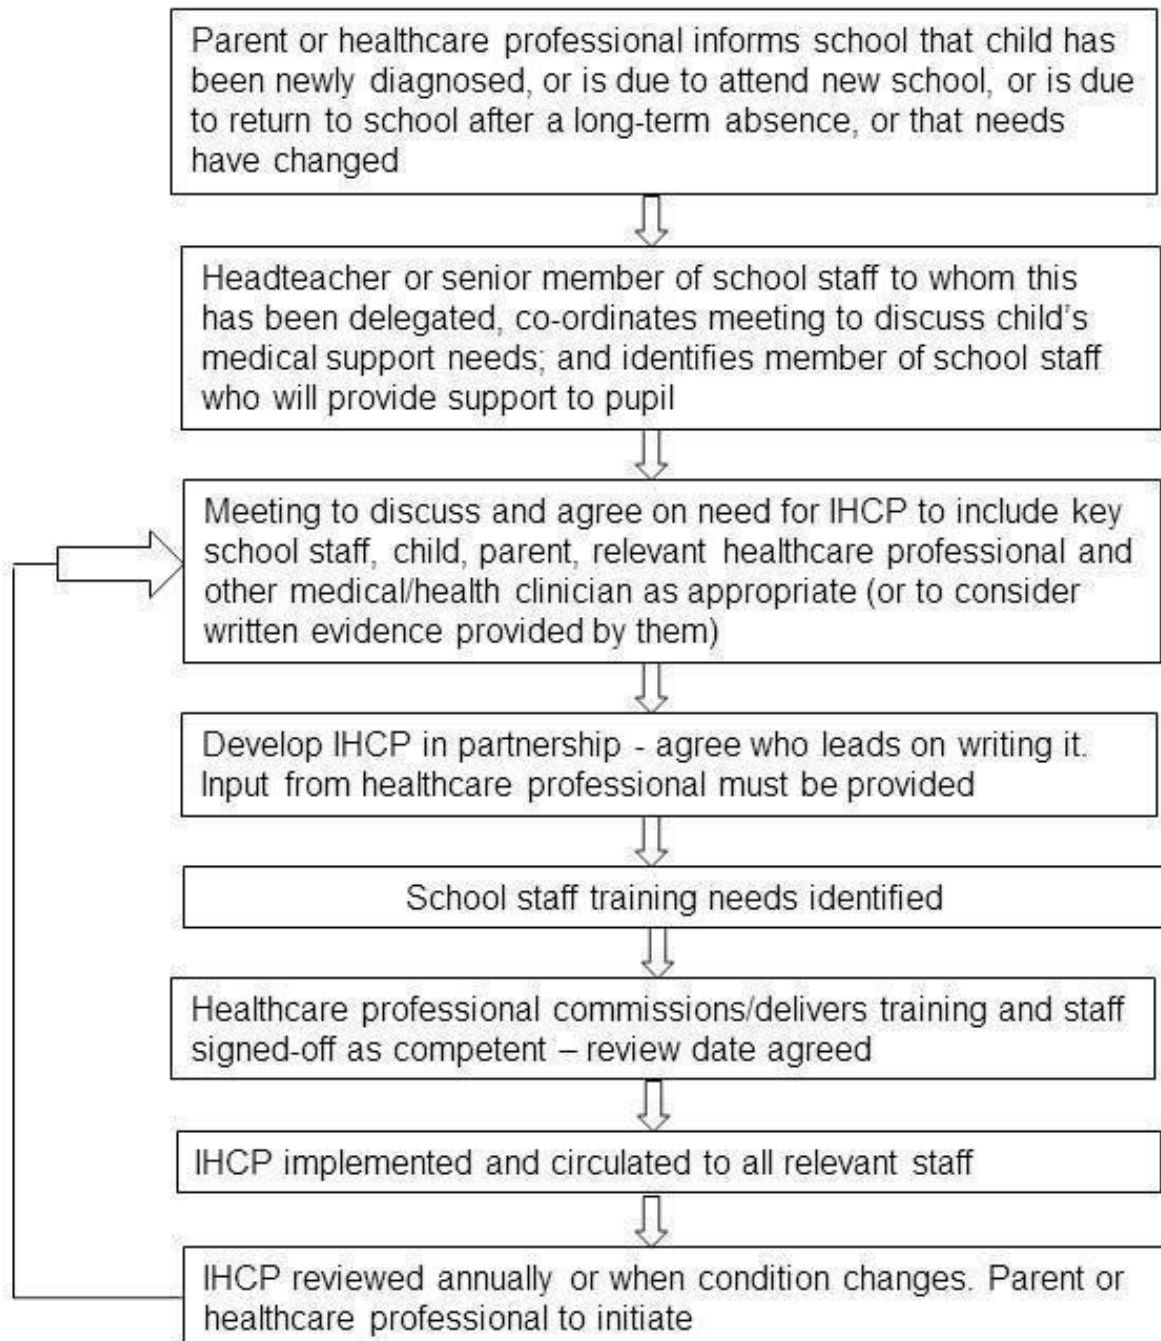 Parent or healthcare professional informs school that child has
been newly diagnosed, or is due to attend new school, or is due
to return to school after a long-term absence, or that needs
have changed
Headteacher or senior member of school staff to whom this
has been delegated, co-ordinates meeting to discuss child's
medical support needs; and identifies member of school staff
who will provide support to pupil
Meeting to discuss and agree on need for IHCP to include key
school staff, child, parent, relevant healthcare professional and
other medical/health clinician as appropriate (or to consider
written evidence provided by them)
Develop IHCP in partnership - agree who leads on writing it.
Input from healthcare professional must be provided
School staff training needs identified
Healthcare professional commissions/delivers training and staff
signed-off as competent – review date agreed
IHCP implemented and circulated to all relevant staff
IHCP reviewed annually or when condition changes. Parent or
healthcare professional to initiate